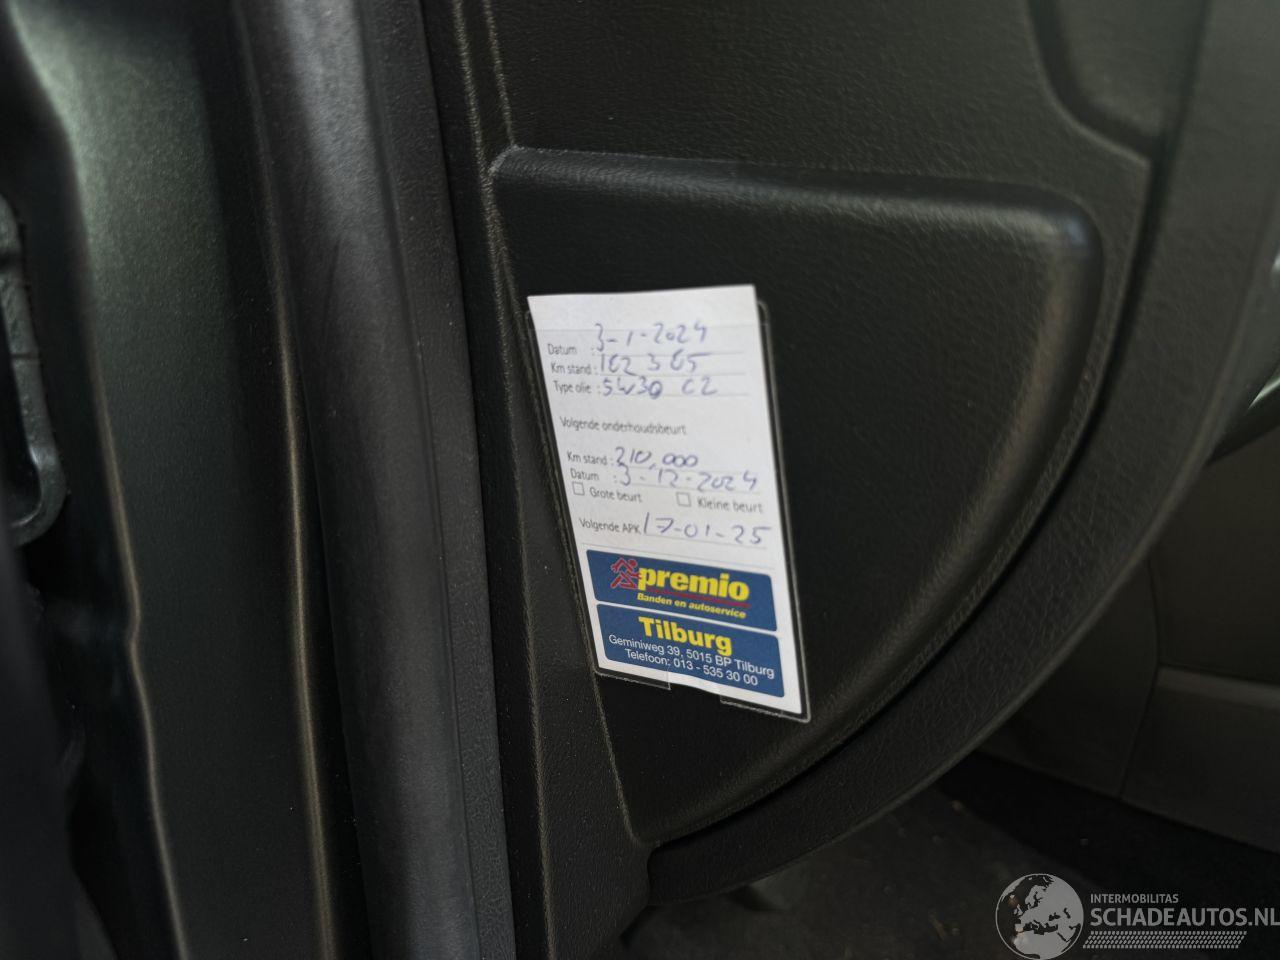 Datum : 3-1-2024
Km stand : 102 365
Type olie : 5W30 C2
Volgende onderhoudsbeurt
Km stand : 210,000
Datum : 3-12-2024
Grote beurt Kleine beurt
Volgende APK 17-01-25
premio
Banden en autoservice
Tilburg
Geminiweg 39, 5015 BP Tilburg
Telefoon: 013 - 535 30 00
INTERMOBILITAS
SCHADEAUTOS.NL